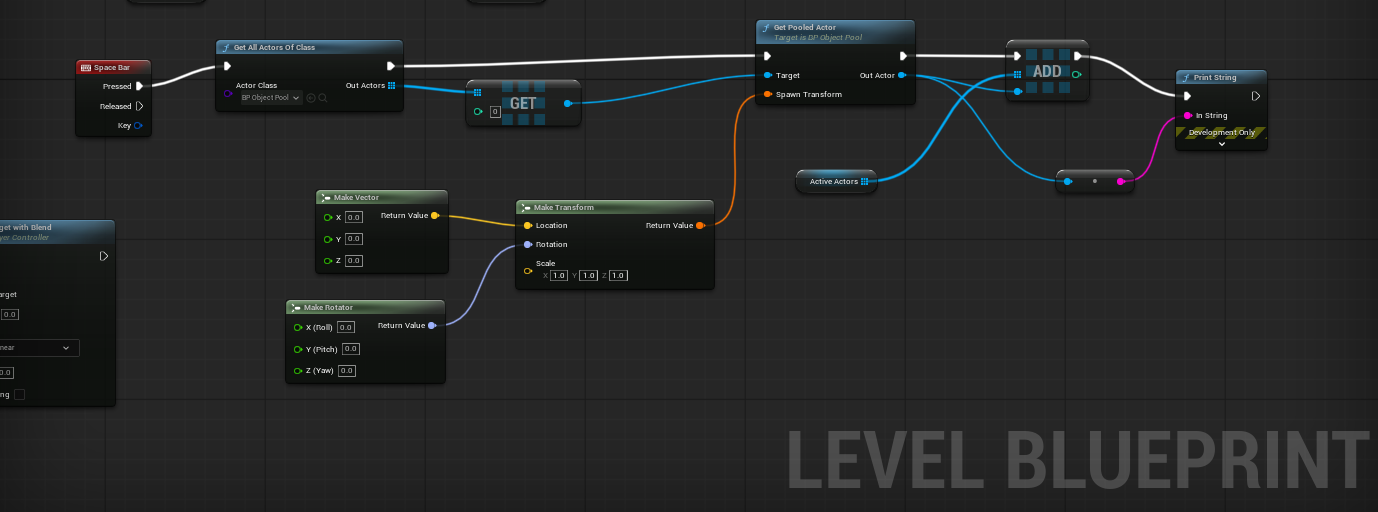 Get All Actors Of Class
Actor Class
BP Object Pool
Out Actors
Space Bar
Pressed
Released
Key
0
GET
Get Pooled Actor
Target is BP Object Pool
Target
Out Actor
Spawn Transform
ADD
Print String
In String
Development Only
Active Actors
Make Vector
X 0.0
Return Value
Y 0.0
Z 0.0
Make Transform
Location
Return Value
Rotation
Scale
X 1.0 Y 1.0 Z 1.0
Make Rotator
X (Roll) 0.0
Return Value
Y (Pitch) 0.0
Z (Yaw) 0.0
get with Blend
yer Controller
arget
0.0
near
0.0
ng
LEVEL BLUEPRINT